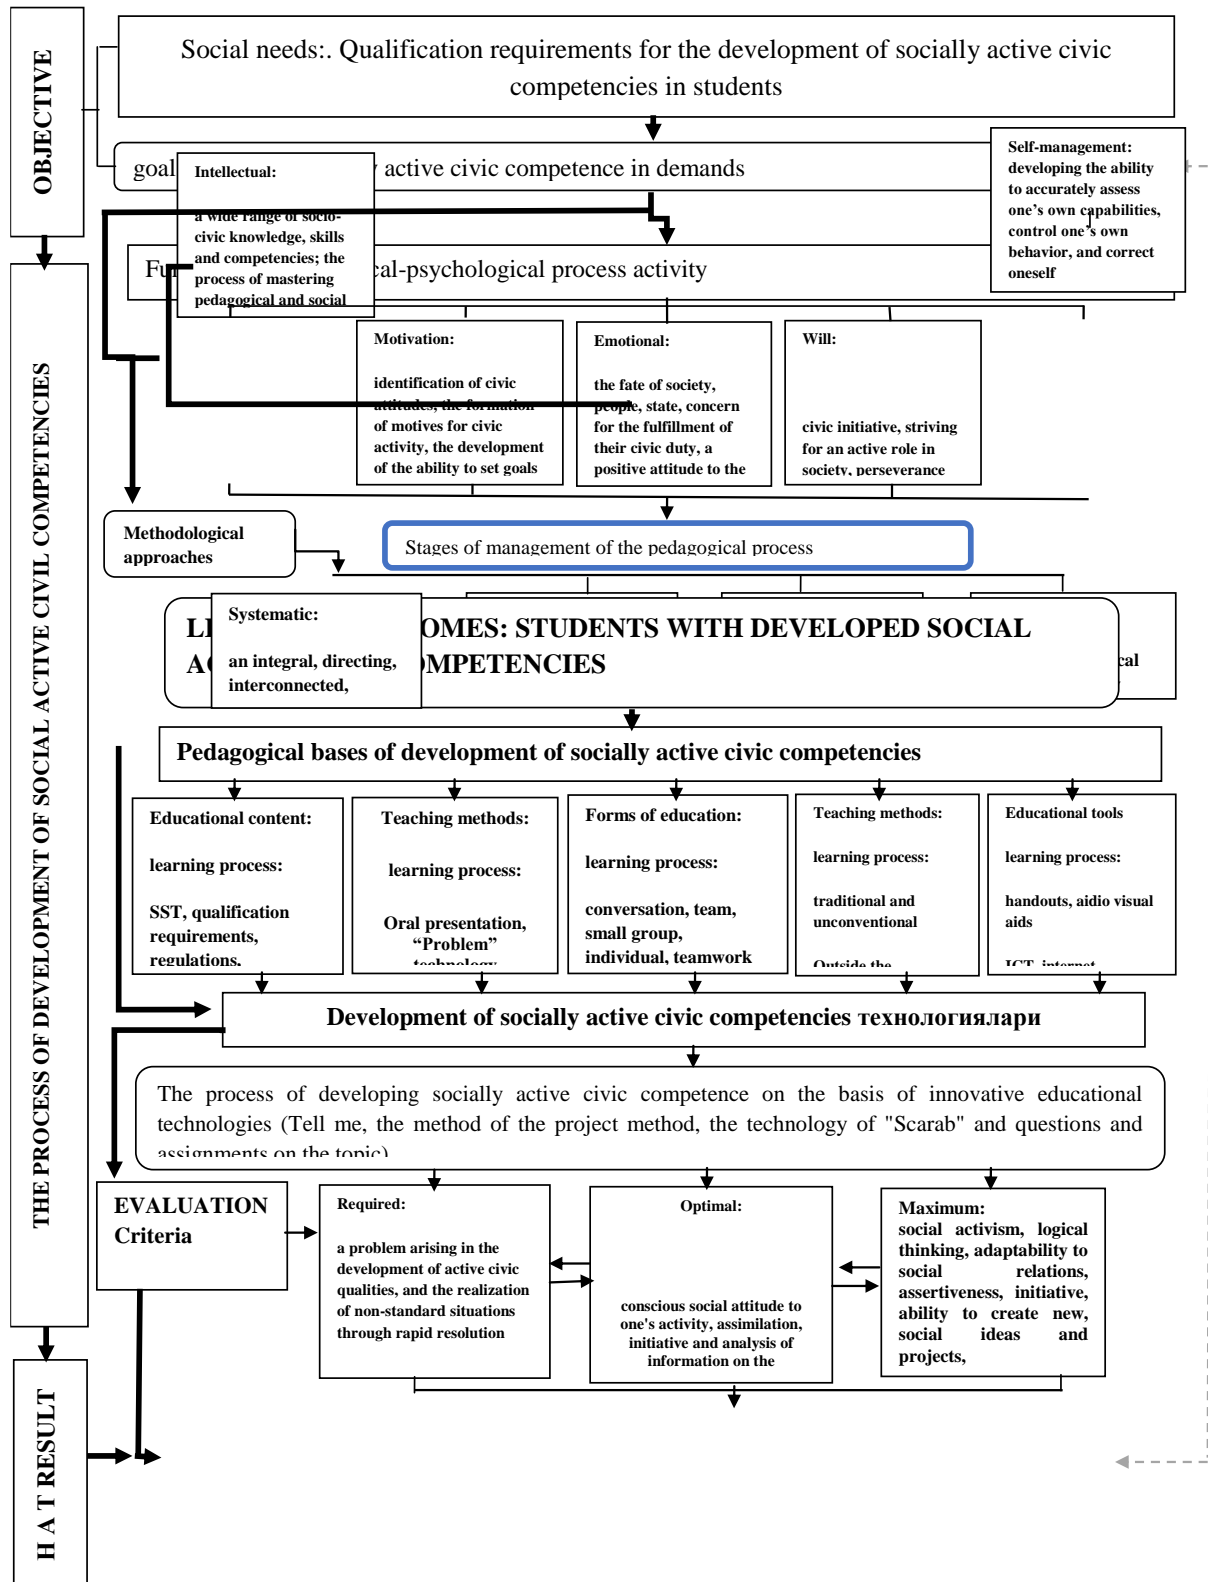 OBJECTIVE
Social needs:. Qualification requirements for the development of socially active civic
competencies in students
goal
active civic competence in demands
Intellectual:
a wide range of socio-
civic knowledge, skills
and competencies; the
process of mastering
pedagogical and social
Self-management:
developing the ability
to accurately assess
one’s own capabilities,
control one’s own
behavior, and correct
oneself
cal-psychological process activity
THE PROCESS OF DEVELOPMENT OF SOCIAL ACTIVE CIVIL COMPETENCIES
Motivation:
identification of civic
attitudes, the formation
of motives for civic
activity, the development
of the ability to set goals
Emotional:
the fate of society,
people, state, concern
for the fulfillment of
their civic duty, a
positive attitude to the
Will:
civic initiative, striving
for an active role in
society, perseverance
Methodological
approaches
Stages of management of the pedagogical process
Systematic:
an integral, directing,
interconnected,
OMES: STUDENTS WITH DEVELOPED SOCIAL
MPETENCIES
cal
Pedagogical bases of development of socially active civic competencies
Educational content:
learning process:
SST, qualification
requirements,
regulations,
Teaching methods:
learning process:
Oral presentation,
“Problem”
technology
Forms of education:
learning process:
conversation, team,
small group,
individual, teamwork
Teaching methods:
learning process:
traditional and
unconventional
Outside the
Educational tools
learning process:
handouts, aidio visual
aids
ICT, internet
Development of socially active civic competencies технологиялари
The process of developing socially active civic competence on the basis of innovative educational
technologies (Tell me, the method of the project method, the technology of "Scarab" and questions and
assignments on the topic)
EVALUATION
Criteria
Required:
a problem arising in the
development of active civic
qualities, and the realization
of non-standard situations
through rapid resolution
Optimal:
conscious social attitude to
one's activity, assimilation,
initiative and analysis of
information on the
Maximum:
social activism, logical
thinking, adaptability to
social relations,
assertiveness, initiative,
ability to create new,
social ideas and
projects,
H A T RESULT